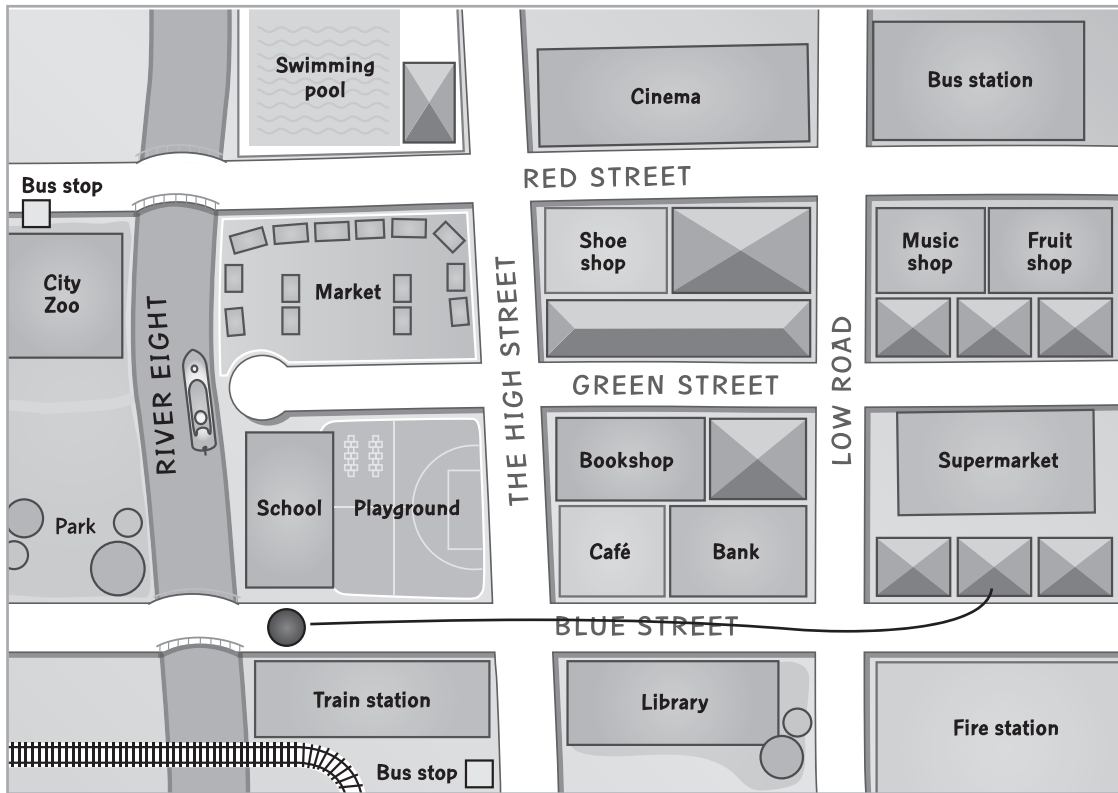 Swimming
pool
Cinema
Bus station
RED STREET
Bus stop
City
Zoo
Market
Shoe
shop
Music
shop
Fruit
shop
RIVER EIGHT
THE HIGH STREET
GREEN STREET
LOW ROAD
School
Playground
Bookshop
Supermarket
Park
Café
Bank
BLUE STREET
Train station
Library
Fire station
Bus stop